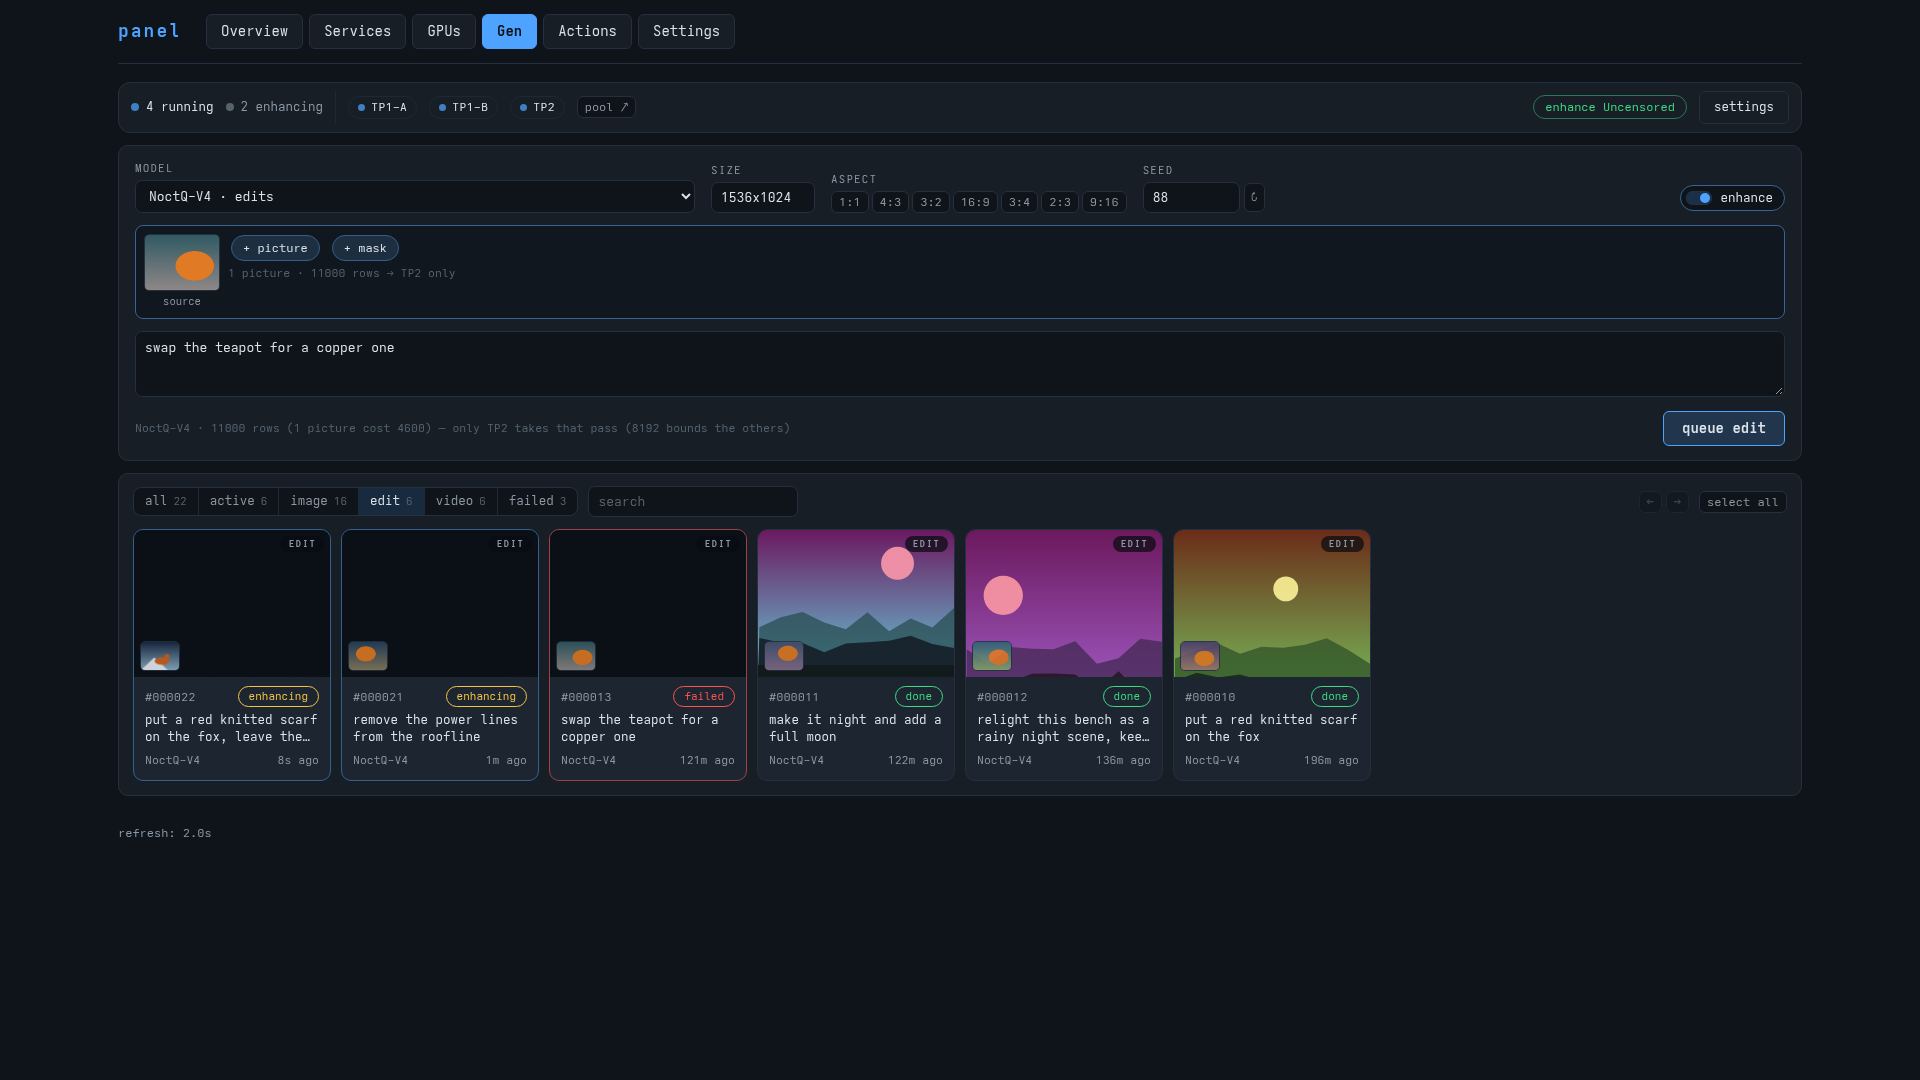 panel Overview Services GPUs Gen Actions Settings
4 running 2 enhancing TP1-A TP1-B TP2 pool ↗ enhance Uncensored settings
MODEL SIZE ASPECT SEED
NoctQ-V4 · edits 1536x1024 1:1 4:3 3:2 16:9 3:4 2:3 9:16 88 ↻ enhance
+ picture + mask
1 picture · 11000 rows → TP2 only
source
swap the teapot for a copper one
NoctQ-V4 · 11000 rows (1 picture cost 4600) — only TP2 takes that pass (8192 bounds the others) queue edit
all 22 active 6 image 16 edit 6 video 6 failed 3 search ← → select all
EDIT EDIT EDIT EDIT EDIT EDIT
#000022 enhancing
put a red knitted scarf
on the fox, leave the…
NoctQ-V4 8s ago
#000021 enhancing
remove the power lines
from the roofline
NoctQ-V4 1m ago
#000013 failed
swap the teapot for a
copper one
NoctQ-V4 121m ago
#000011 done
make it night and add a
full moon
NoctQ-V4 122m ago
#000012 done
relight this bench as a
rainy night scene, kee…
NoctQ-V4 136m ago
#000010 done
put a red knitted scarf
on the fox
NoctQ-V4 196m ago
refresh: 2.0s